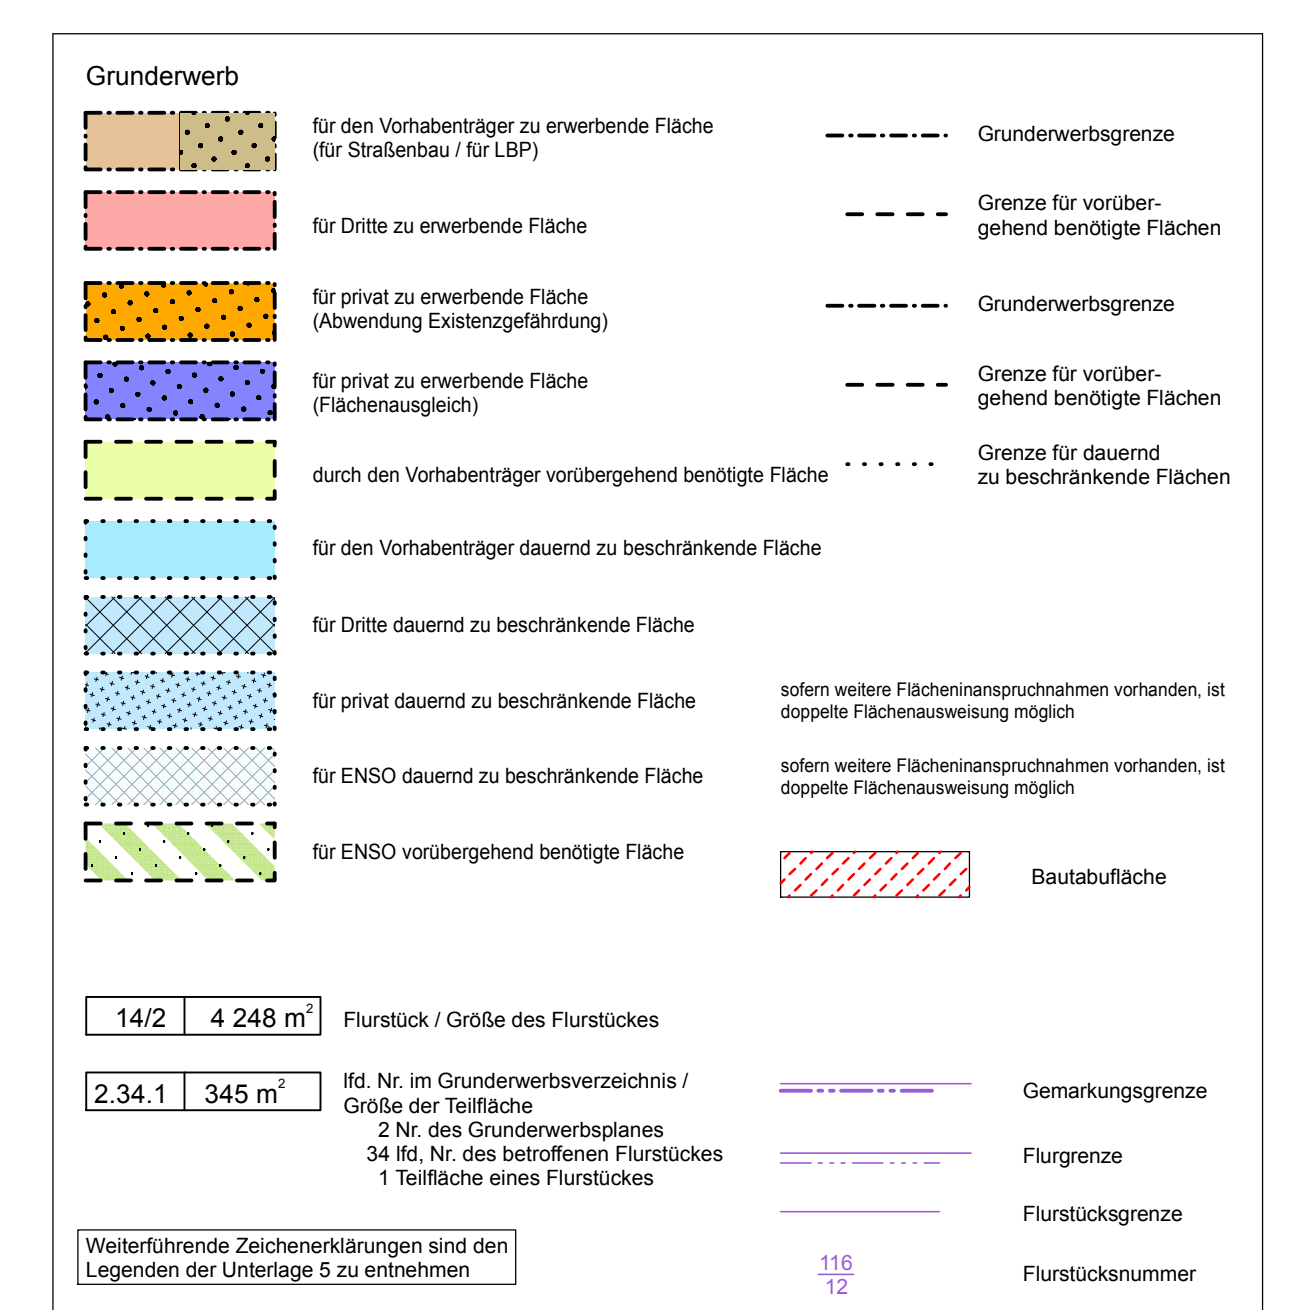 Grunderwerb
für den Vorhabenträger zu erwerbende Fläche
(für Straßenbau / für LBP)
Grunderwerbsgrenze
für Dritte zu erwerbende Fläche
Grenze für vorüber-
gehend benötigte Flächen
für privat zu erwerbende Fläche
(Abwendung Existenzgefährdung)
Grunderwerbsgrenze
für privat zu erwerbende Fläche
(Flächenausgleich)
Grenze für vorüber-
gehend benötigte Flächen
durch den Vorhabenträger vorübergehend benötigte Fläche
Grenze für dauernd
zu beschränkende Flächen
für den Vorhabenträger dauernd zu beschränkende Fläche
für Dritte dauernd zu beschränkende Fläche
für privat dauernd zu beschränkende Fläche
sofern weitere Flächeninanspruchnahmen vorhanden, ist
doppelte Flächenausweisung möglich
für ENSO dauernd zu beschränkende Fläche
sofern weitere Flächeninanspruchnahmen vorhanden, ist
doppelte Flächenausweisung möglich
für ENSO vorübergehend benötigte Fläche
Bautabufläche
14/2 4 248 m²
Flurstück / Größe des Flurstückes
2.34.1 345 m²
lfd. Nr. im Grunderwerbsverzeichnis /
Größe der Teilfläche
2 Nr. des Grunderwerbsplanes
34 lfd, Nr. des betroffenen Flurstückes
1 Teilfläche eines Flurstückes
Gemarkungsgrenze
Flurgrenze
Flurstücksgrenze
116
12
Flurstücksnummer
Weiterführende Zeichenerklärungen sind den
Legenden der Unterlage 5 zu entnehmen